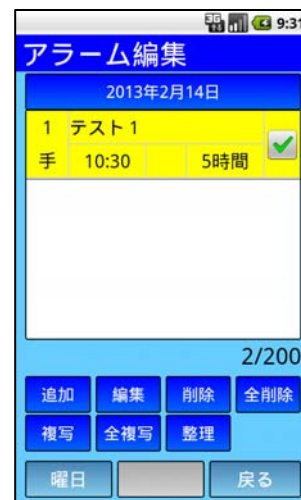 3G 9:31
アラーム編集
2013年2月14日
1 テスト1
手 10:30 5時間
2/200
追加 編集 削除 全削除
複写 全複写 整理
曜日 戻る